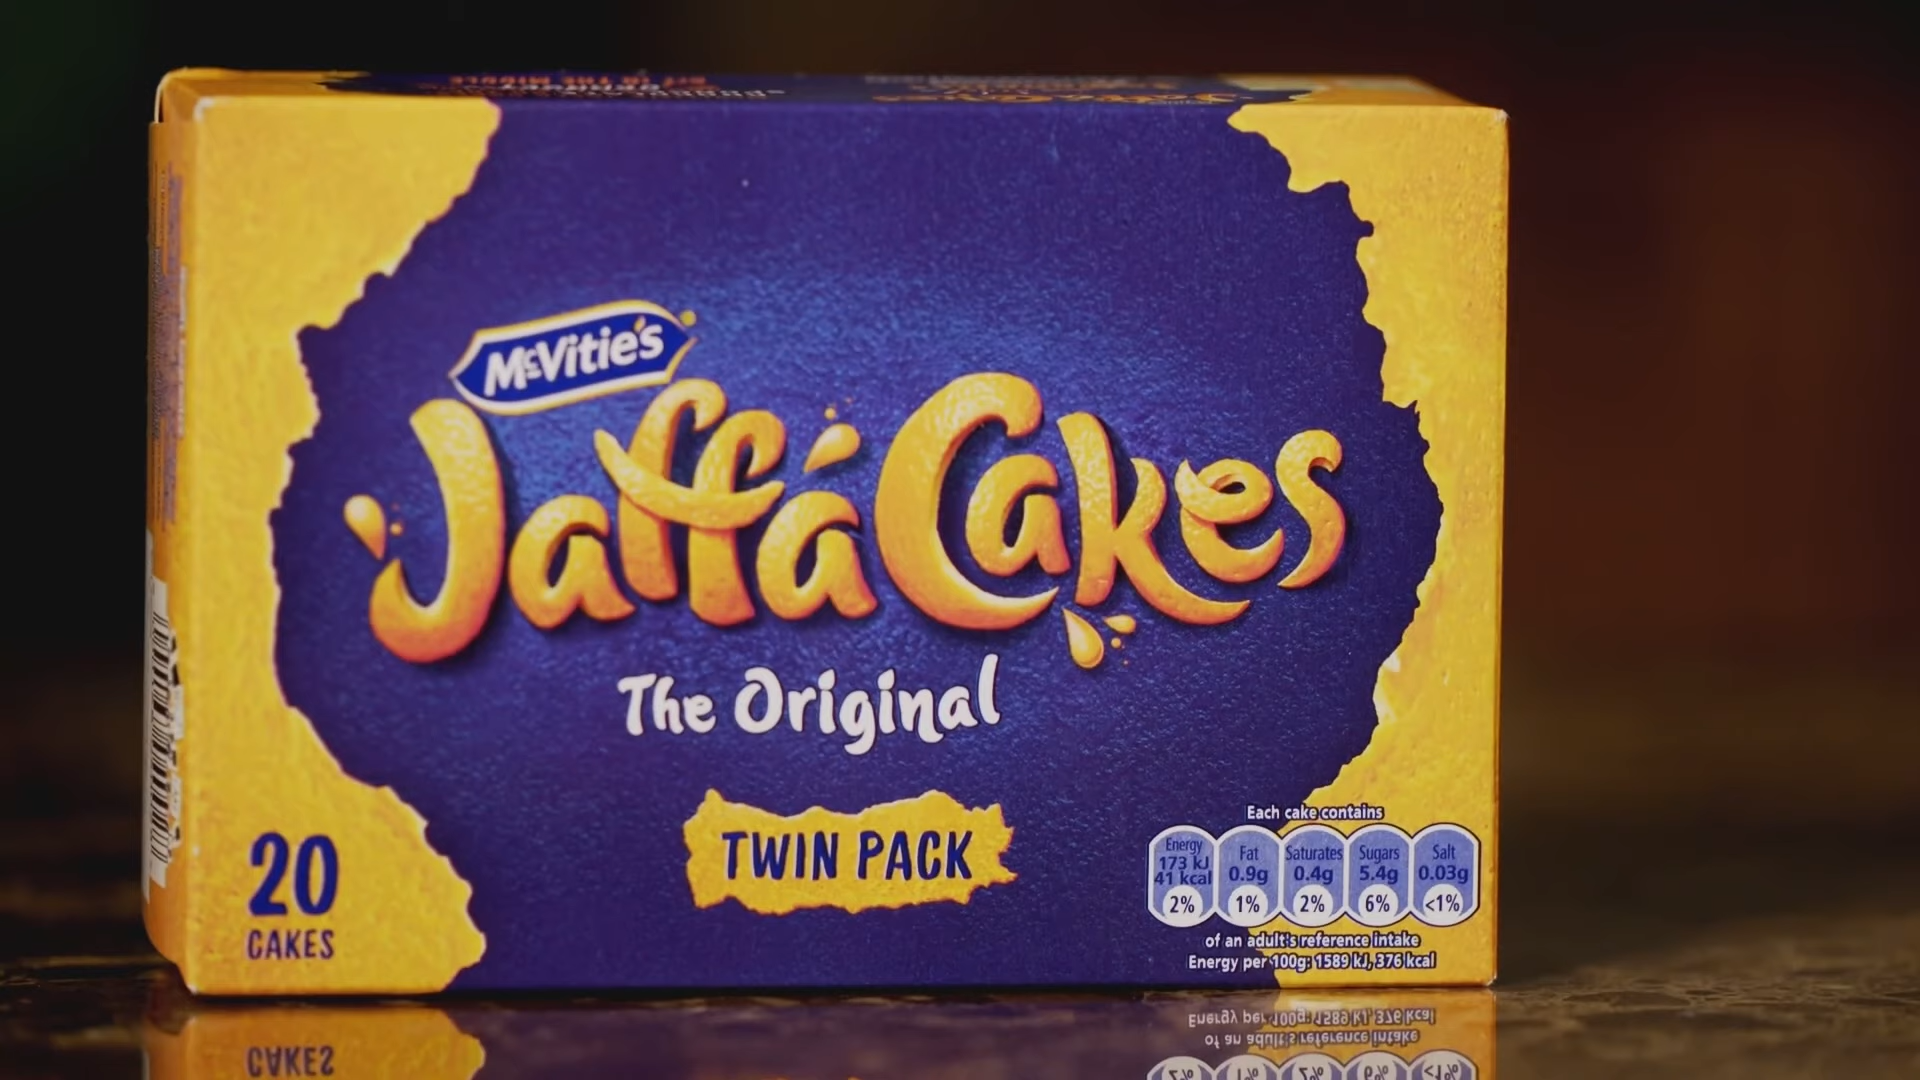 McVitie's
Jaffa Cakes
The Original
TWIN PACK
20
CAKES
Each cake contains
Energy
173 kJ
41 kcal
2%
Fat
0.9g
1%
Saturates
0.4g
2%
Sugars
5.4g
6%
Salt
0.03g
<1%
of an adult's reference intake
Energy per 100g: 1589 kJ, 376 kcal